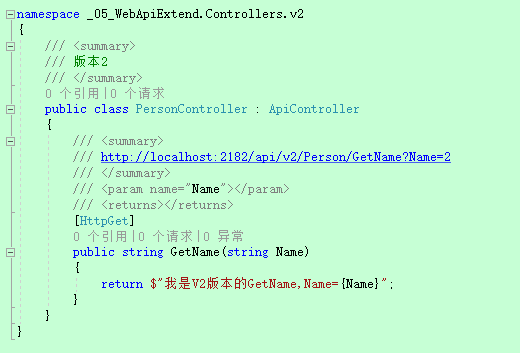 namespace _05_WebApiExtend.Controllers.v2
{
/// <summary>
/// 版本2
/// </summary>
0 个引用|0 个请求
public class PersonController : ApiController
{
/// <summary>
/// http://localhost:2182/api/v2/Person/GetName?Name=2
/// </summary>
/// <param name="Name"></param>
/// <returns></returns>
[HttpGet]
0 个引用|0 个请求|0 异常
public string GetName(string Name)
{
return $"我是V2版本的GetName,Name={Name}";
}
}
}